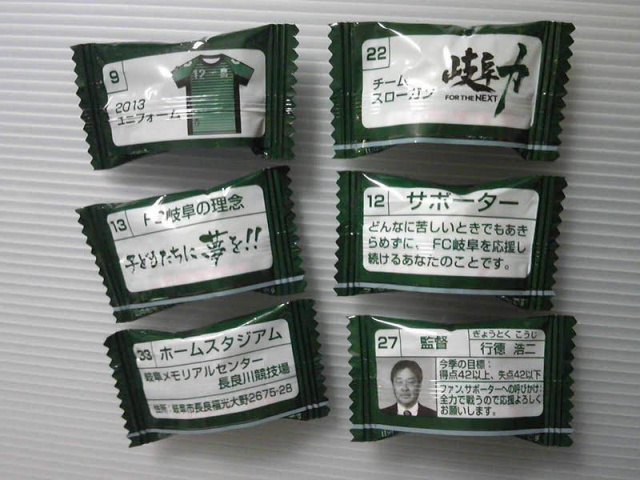 9
2013
ユニフォーム
12
22
チーム
スローガン
岐阜力
FOR THE NEXT
13
FC岐阜の理念
子どもたちに夢を!!
12
サポーター
どんなに苦しいときでもあき
らめずに、FC岐阜を応援し
続けるあなたのことです。
33
ホームスタジアム
岐阜メモリアルセンター
長良川競技場
住所:岐阜市長良福光大野2675-28
27
監督
ぎょうとく こうじ
行徳 浩二
今季の目標:
得点42以上、失点42以下
ファン、サポーターへの呼びかけ:
全力で戦うので応援よろしく
お願いします。